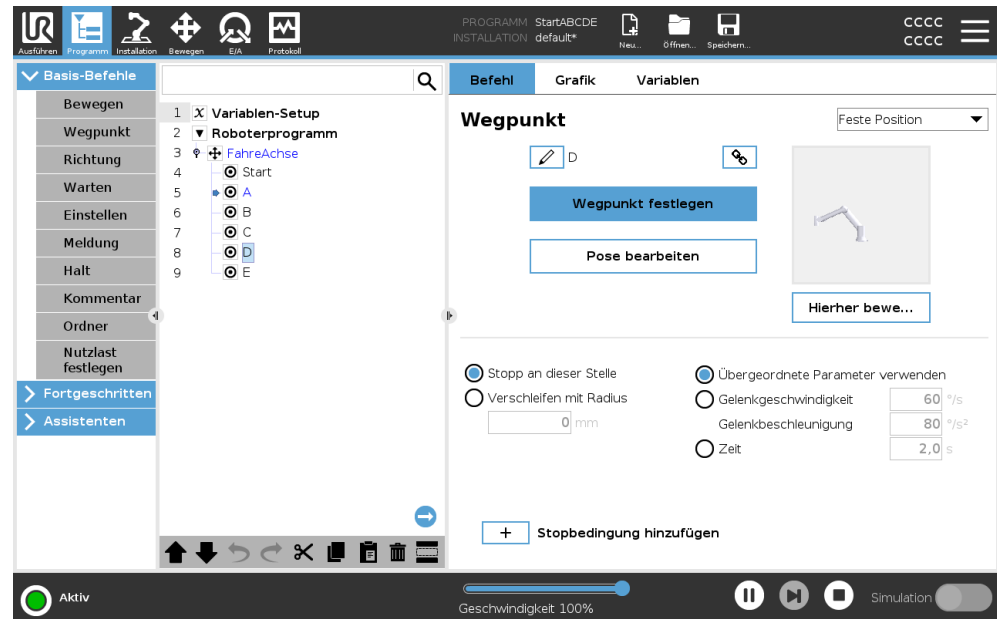 PROGRAMM StartABCDE
INSTALLATION default*
Neu... Öffnen... Speichern...
CCCC
CCCC
Ausführen Programm Installation Bewegen E/A Protokoll
Basis-Befehle
Bewegen
Wegpunkt
Richtung
Warten
Einstellen
Meldung
Halt
Kommentar
Ordner
Nutzlast
festlegen
Fortgeschritten
Assistenten
1 X Variablen-Setup
2 Roboterprogramm
3 FahreAchse
4 Start
5 A
6 B
7 C
8 D
9 E
Befehl Grafik Variablen
Wegpunkt
Feste Position
D
Wegpunkt festlegen
Pose bearbeiten
Hierher bewe...
Stopp an dieser Stelle
Verschleifen mit Radius
0 mm
Übergeordnete Parameter verwenden
Gelenkgeschwindigkeit 60 °/s
Gelenkbeschleunigung 80 °/s²
Zeit 2,0 s
+ Stopbedingung hinzufügen
Aktiv
Geschwindigkeit 100%
Simulation